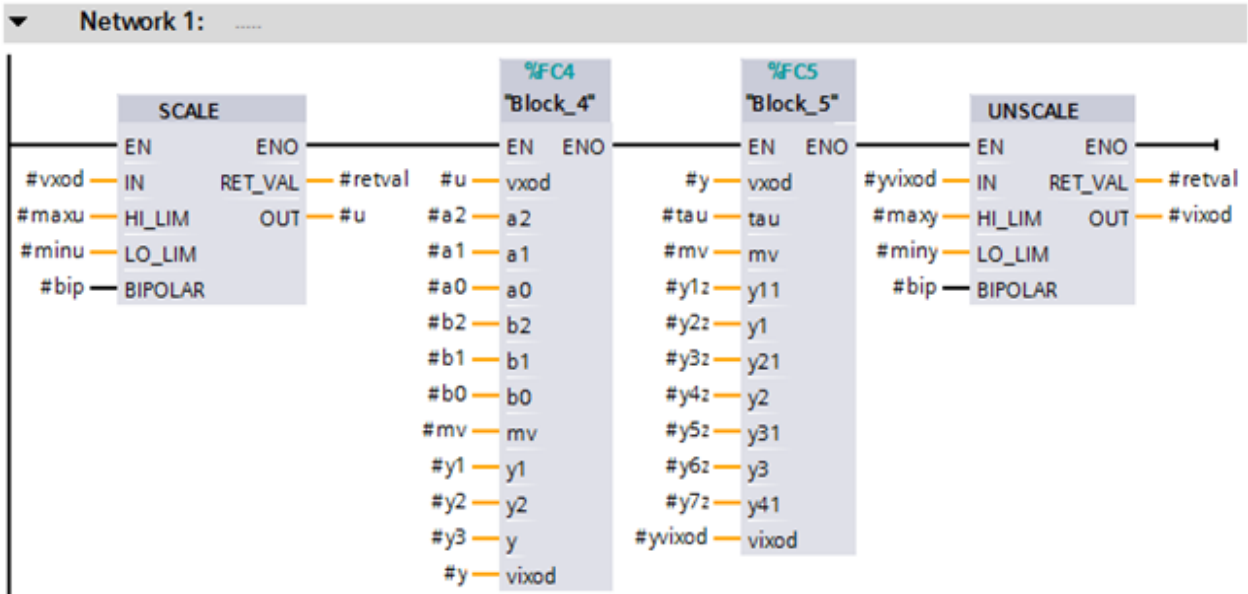 Network 1: .....
%FC4
"Block_4"
%FC5
"Block_5"
SCALE
UNSCALE
EN ENO
EN ENO
EN ENO
EN ENO
#vxod IN RET_VAL #retval
#u vxod
#y vxod
#yvixod IN RET_VAL #retval
#maxu HI_LIM OUT #u
#a2 a2
#tau tau
#maxy HI_LIM OUT #vixod
#minu LO_LIM
#a1 a1
#mv mv
#miny LO_LIM
#bip BIPOLAR
#a0 a0
#y1z y11
#bip BIPOLAR
#b2 b2
#y2z y1
#b1 b1
#y3z y21
#b0 b0
#y4z y2
#mv mv
#y5z y31
#y1 y1
#y6z y3
#y2 y2
#y7z y41
#y3 y
#yvixod vixod
#y vixod